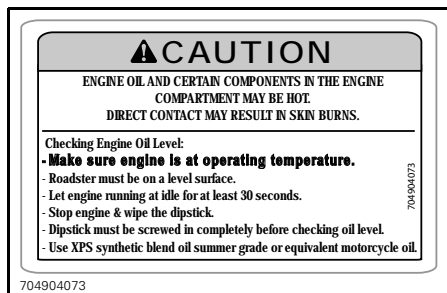 CAUTION
ENGINE OIL AND CERTAIN COMPONENTS IN THE ENGINE
COMPARTMENT MAY BE HOT.
DIRECT CONTACT MAY RESULT IN SKIN BURNS.
Checking Engine Oil Level:
- Make sure engine is at operating temperature.
- Roadster must be on a level surface.
- Let engine running at idle for at least 30 seconds.
- Stop engine & wipe the dipstick.
- Dipstick must be screwed in completely before checking oil level.
- Use XPS synthetic blend oil summer grade or equivalent motorcycle oil.
704904073
704904073